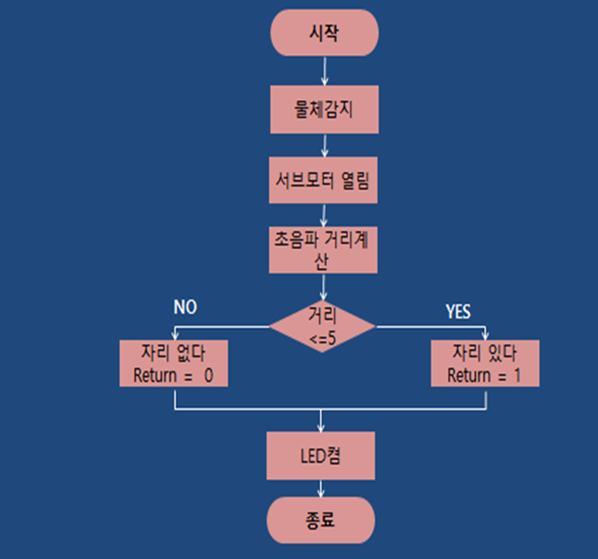 시작
물체감지
서브모터 열림
초음파 거리계
산
거리
<=5
NO
YES
자리 없다
Return = 0
자리 있다
Return = 1
LED켬
종료